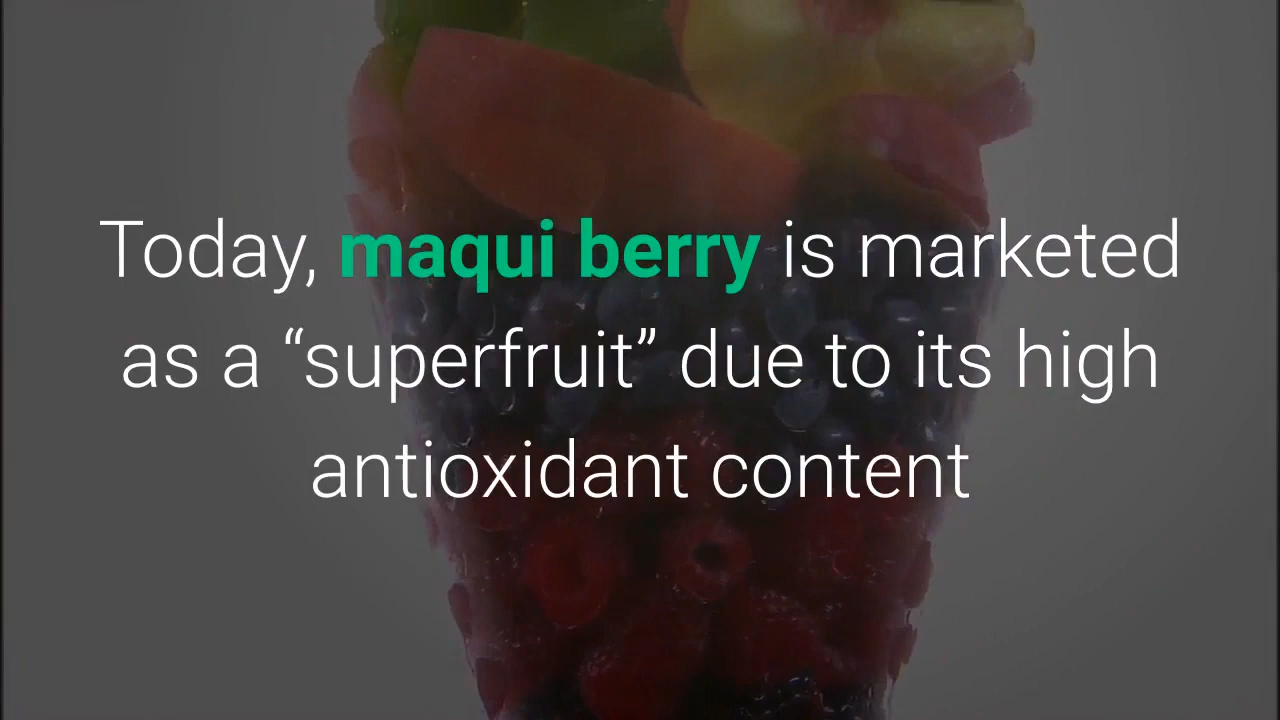 Today, maqui berry is marketed
as a “superfruit” due to its high
antioxidant content